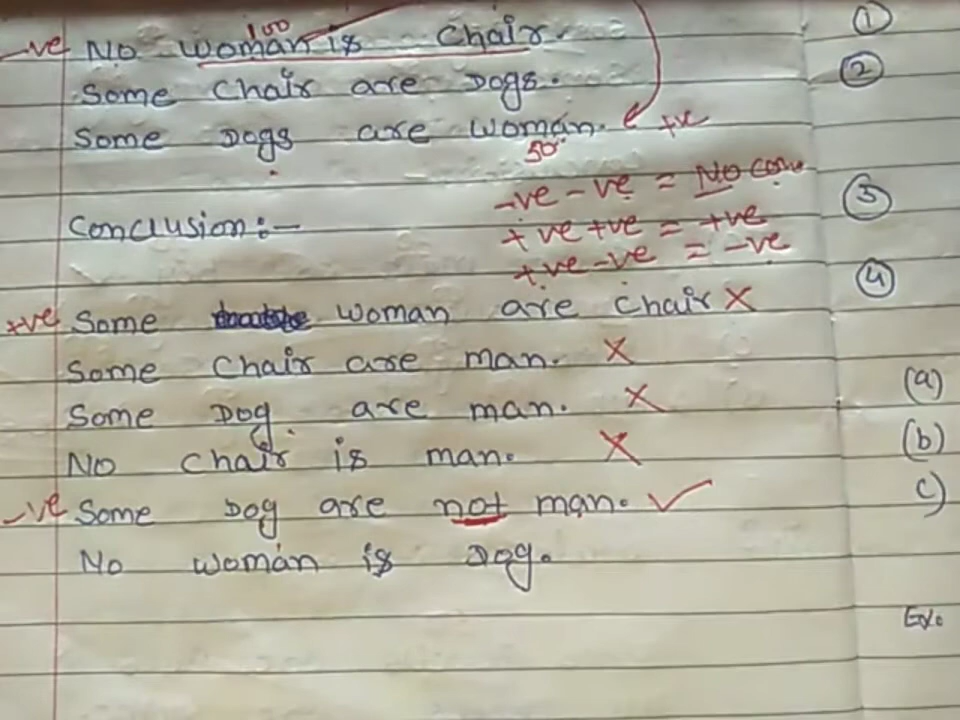 100
-ve No woman is Chair. ①
Some Chair are Dogs. ②
Some Dogs are woman. +ve
50
-ve -ve = No
Conclusion:- +ve +ve = +ve ③
+ve -ve = -ve
+ve Some woman are chair X ④
Some Chair are man. X
Some Dog are man. X (a)
No chair is man. X (b)
-ve Some Dog are not man. ✓ c)
No woman is Dog.
Ex.